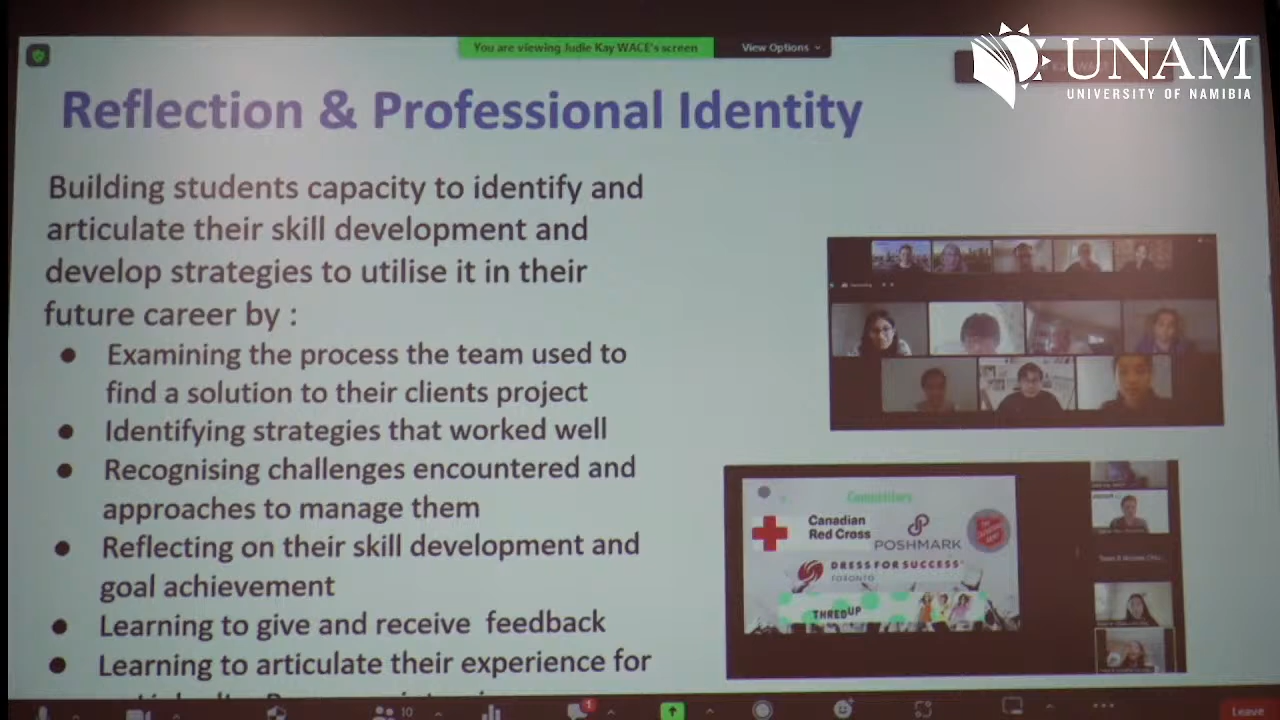 You are viewing Judie Kay WACE's screen
View Options
UNAM
UNIVERSITY OF NAMIBIA
Reflection & Professional Identity
Building students capacity to identify and
articulate their skill development and
develop strategies to utilise it in their
future career by :
● Examining the process the team used to
find a solution to their clients project
● Identifying strategies that worked well
● Recognising challenges encountered and
approaches to manage them
● Reflecting on their skill development and
goal achievement
● Learning to give and receive feedback
● Learning to articulate their experience for
Competitors
Canadian
Red Cross
POSHMARK
DRESS FOR SUCCESS
TORONTO
THREDUP
10
1
Leave